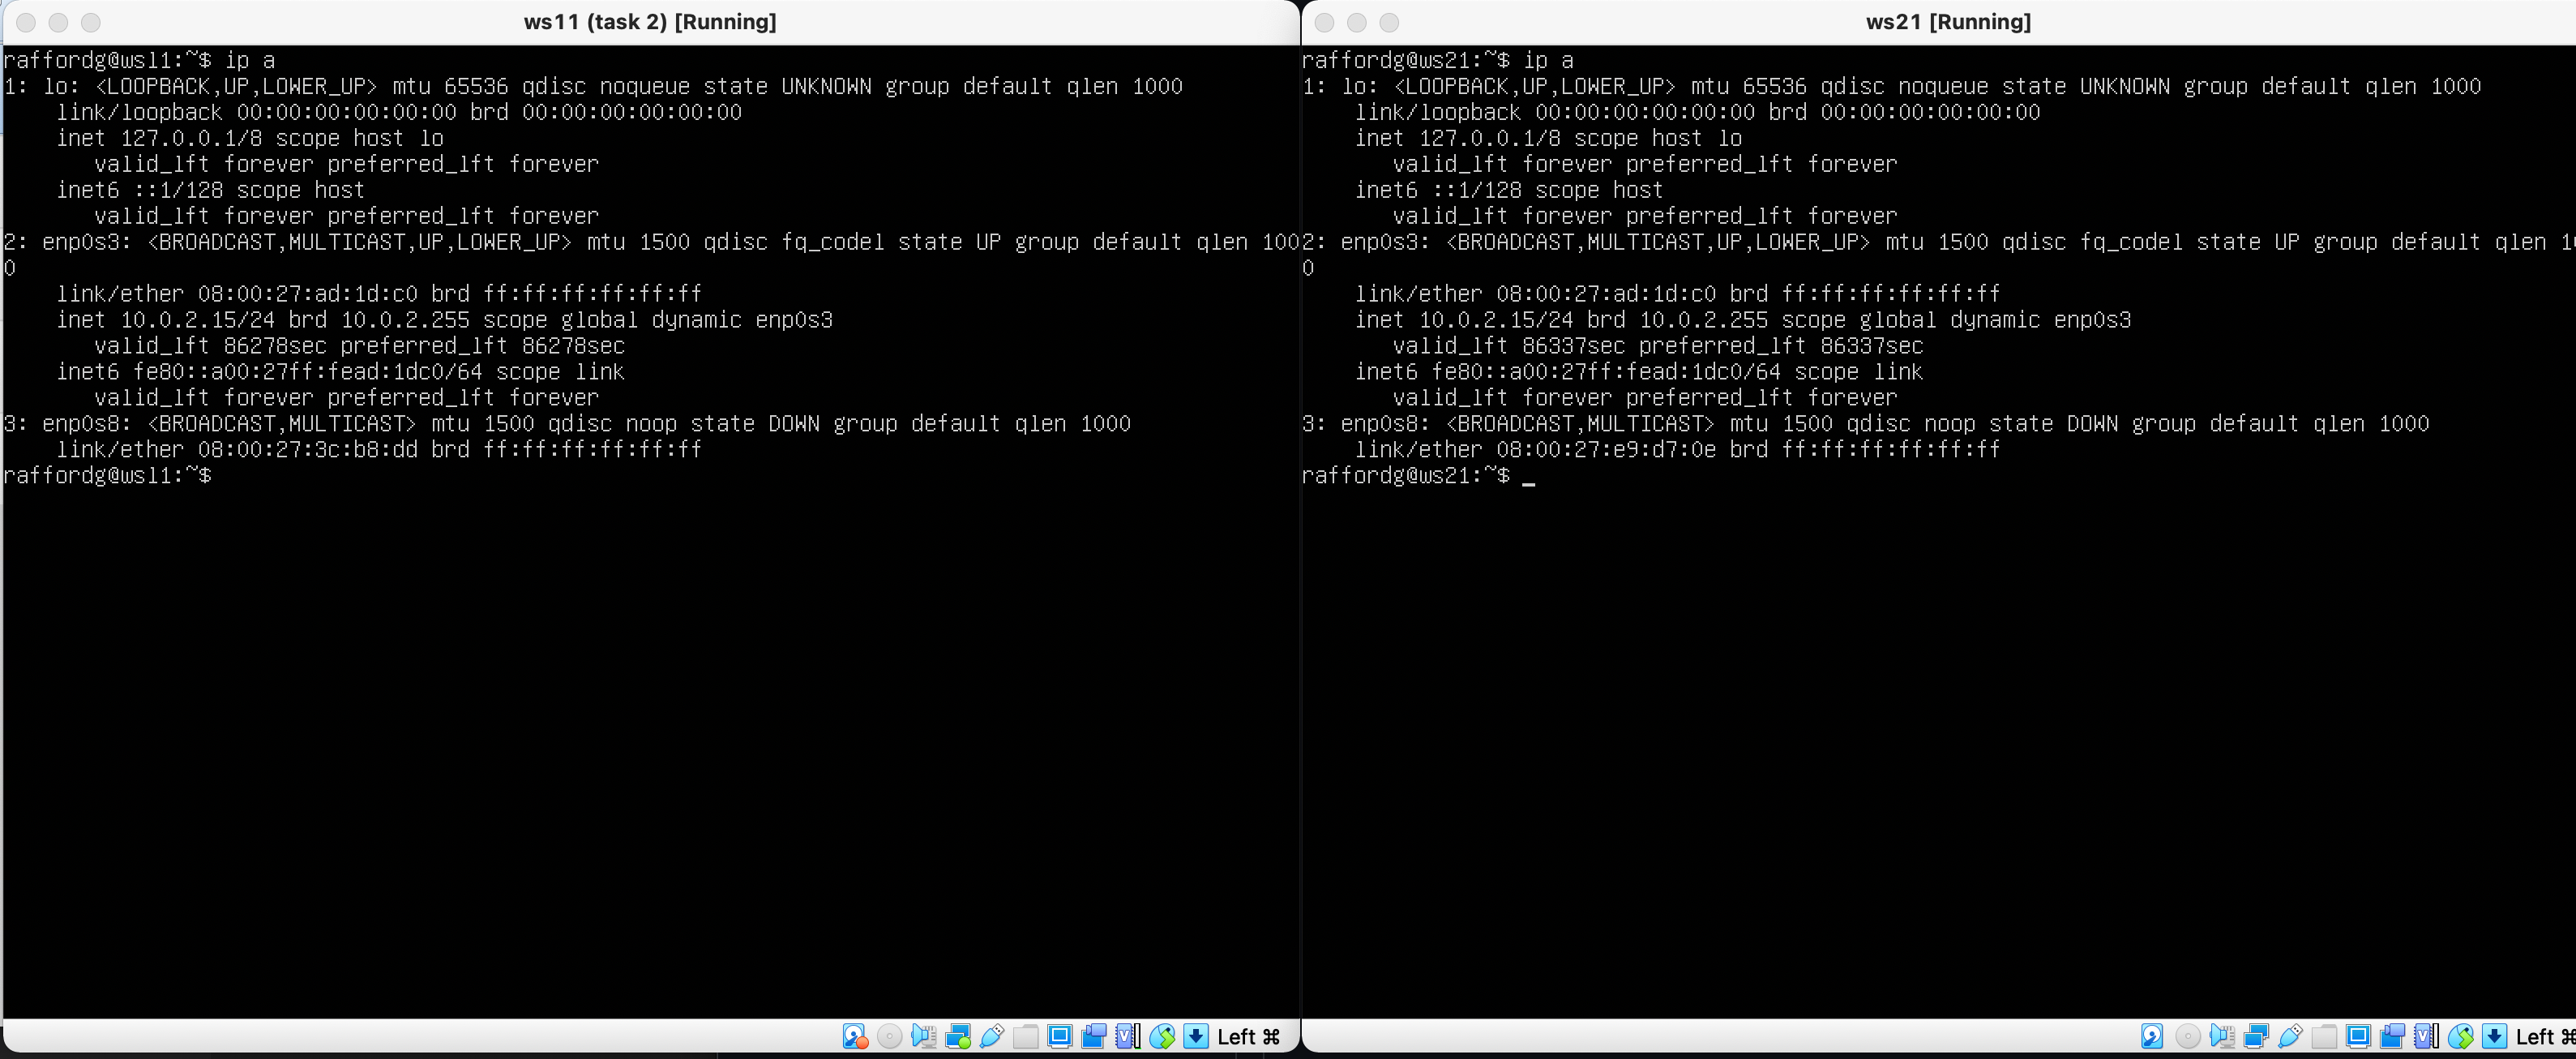 ws11 (task 2) [Running]
raffordg@wsl1:~$ ip a
1: lo: <LOOPBACK,UP,LOWER_UP> mtu 65536 qdisc noqueue state UNKNOWN group default qlen 1000
link/loopback 00:00:00:00:00:00 brd 00:00:00:00:00:00
inet 127.0.0.1/8 scope host lo
valid_lft forever preferred_lft forever
inet6 ::1/128 scope host
valid_lft forever preferred_lft forever
2: enp0s3: <BROADCAST,MULTICAST,UP,LOWER_UP> mtu 1500 qdisc fq_codel state UP group default qlen 100
0
link/ether 08:00:27:ad:1d:c0 brd ff:ff:ff:ff:ff:ff
inet 10.0.2.15/24 brd 10.0.2.255 scope global dynamic enp0s3
valid_lft 86278sec preferred_lft 86278sec
inet6 fe80::a00:27ff:fead:1dc0/64 scope link
valid_lft forever preferred_lft forever
3: enp0s8: <BROADCAST,MULTICAST> mtu 1500 qdisc noop state DOWN group default qlen 1000
link/ether 08:00:27:3c:b8:dd brd ff:ff:ff:ff:ff:ff
raffordg@wsl1:~$
Left ⌘
ws21 [Running]
raffordg@ws21:~$ ip a
1: lo: <LOOPBACK,UP,LOWER_UP> mtu 65536 qdisc noqueue state UNKNOWN group default qlen 1000
link/loopback 00:00:00:00:00:00 brd 00:00:00:00:00:00
inet 127.0.0.1/8 scope host lo
valid_lft forever preferred_lft forever
inet6 ::1/128 scope host
valid_lft forever preferred_lft forever
2: enp0s3: <BROADCAST,MULTICAST,UP,LOWER_UP> mtu 1500 qdisc fq_codel state UP group default qlen
0
link/ether 08:00:27:ad:1d:c0 brd ff:ff:ff:ff:ff:ff
inet 10.0.2.15/24 brd 10.0.2.255 scope global dynamic enp0s3
valid_lft 86337sec preferred_lft 86337sec
inet6 fe80::a00:27ff:fead:1dc0/64 scope link
valid_lft forever preferred_lft forever
3: enp0s8: <BROADCAST,MULTICAST> mtu 1500 qdisc noop state DOWN group default qlen 1000
link/ether 08:00:27:e9:d7:0e brd ff:ff:ff:ff:ff:ff
raffordg@ws21:~$ _
Left ⌘